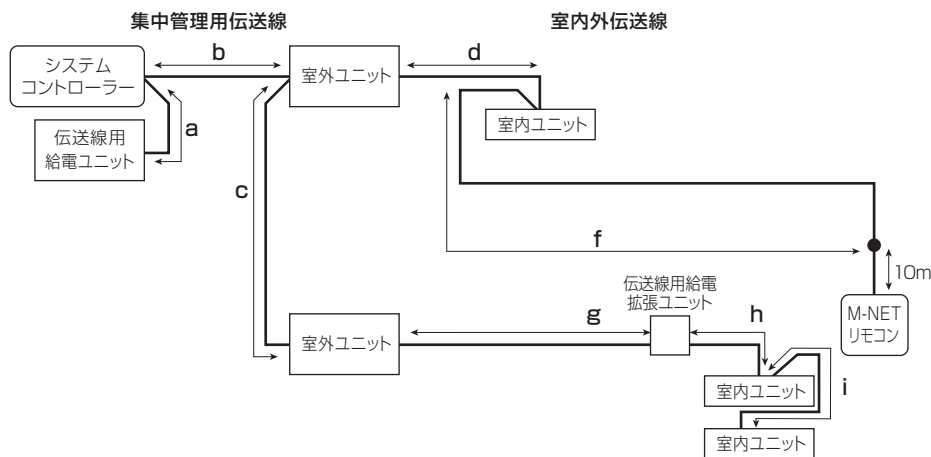 集中管理用伝送線
室内外伝送線
b
d
システム
コントローラー
室外ユニット
a
伝送線用
給電ユニット
室内ユニット
c
f
10m
伝送線用給電
拡張ユニット
M-NET
リモコン
g
h
室外ユニット
室内ユニット
i
室内ユニット